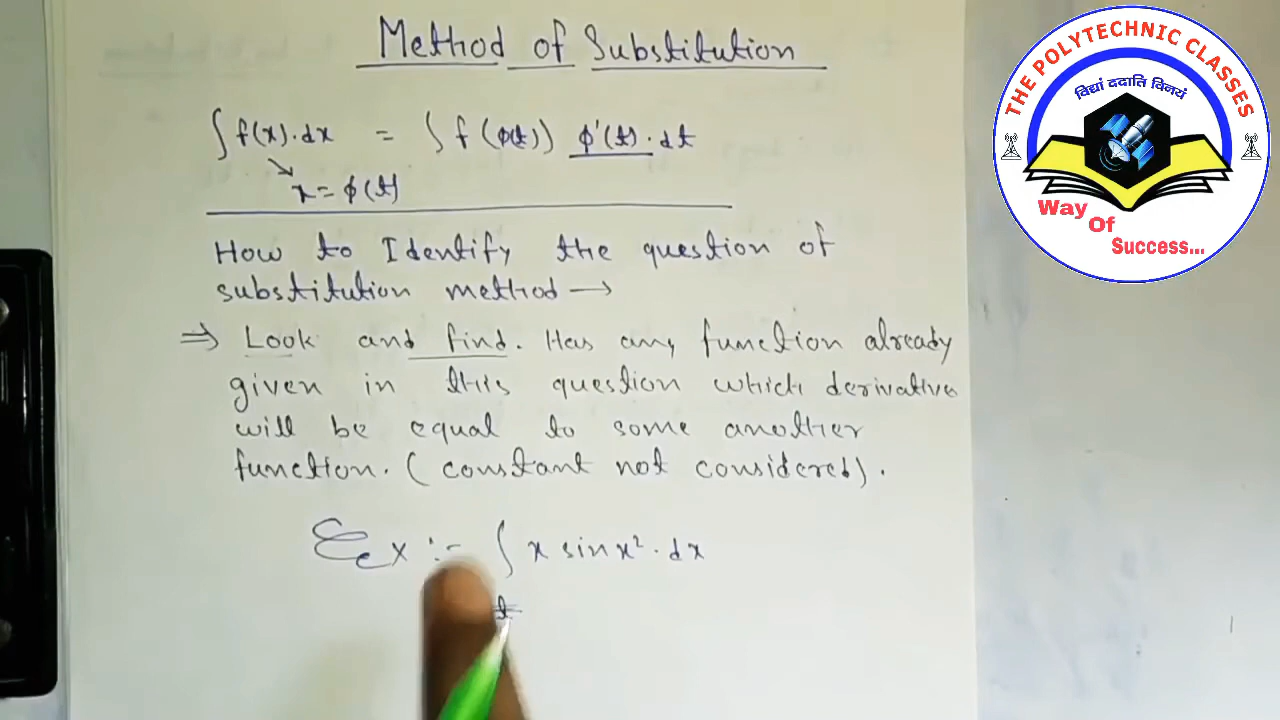 Method of Substitution
∫ f(x).dx = ∫ f (ϕ(t)) ϕ'(t).dt
x = ϕ(t)
How to Identify the question of
substitution method →
⇒ Look and find. Has any function already
given in this question which derivative
will be equal to some another
function. (constant not considered).
Ex :- ∫ x sin x². dx
t
THE POLYTECHNIC CLASSES
विद्यां ददाति विनयं
Way
Of
Success...